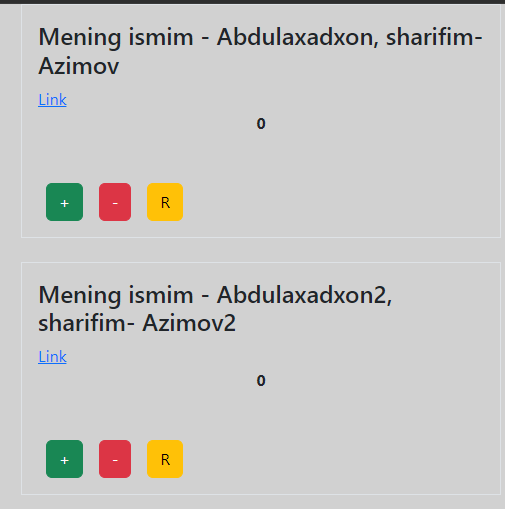 Mening ismim - Abdulaxadxon, sharifim-
Azimov
Link
0
+ - R
Mening ismim - Abdulaxadxon2,
sharifim- Azimov2
Link
0
+ - R